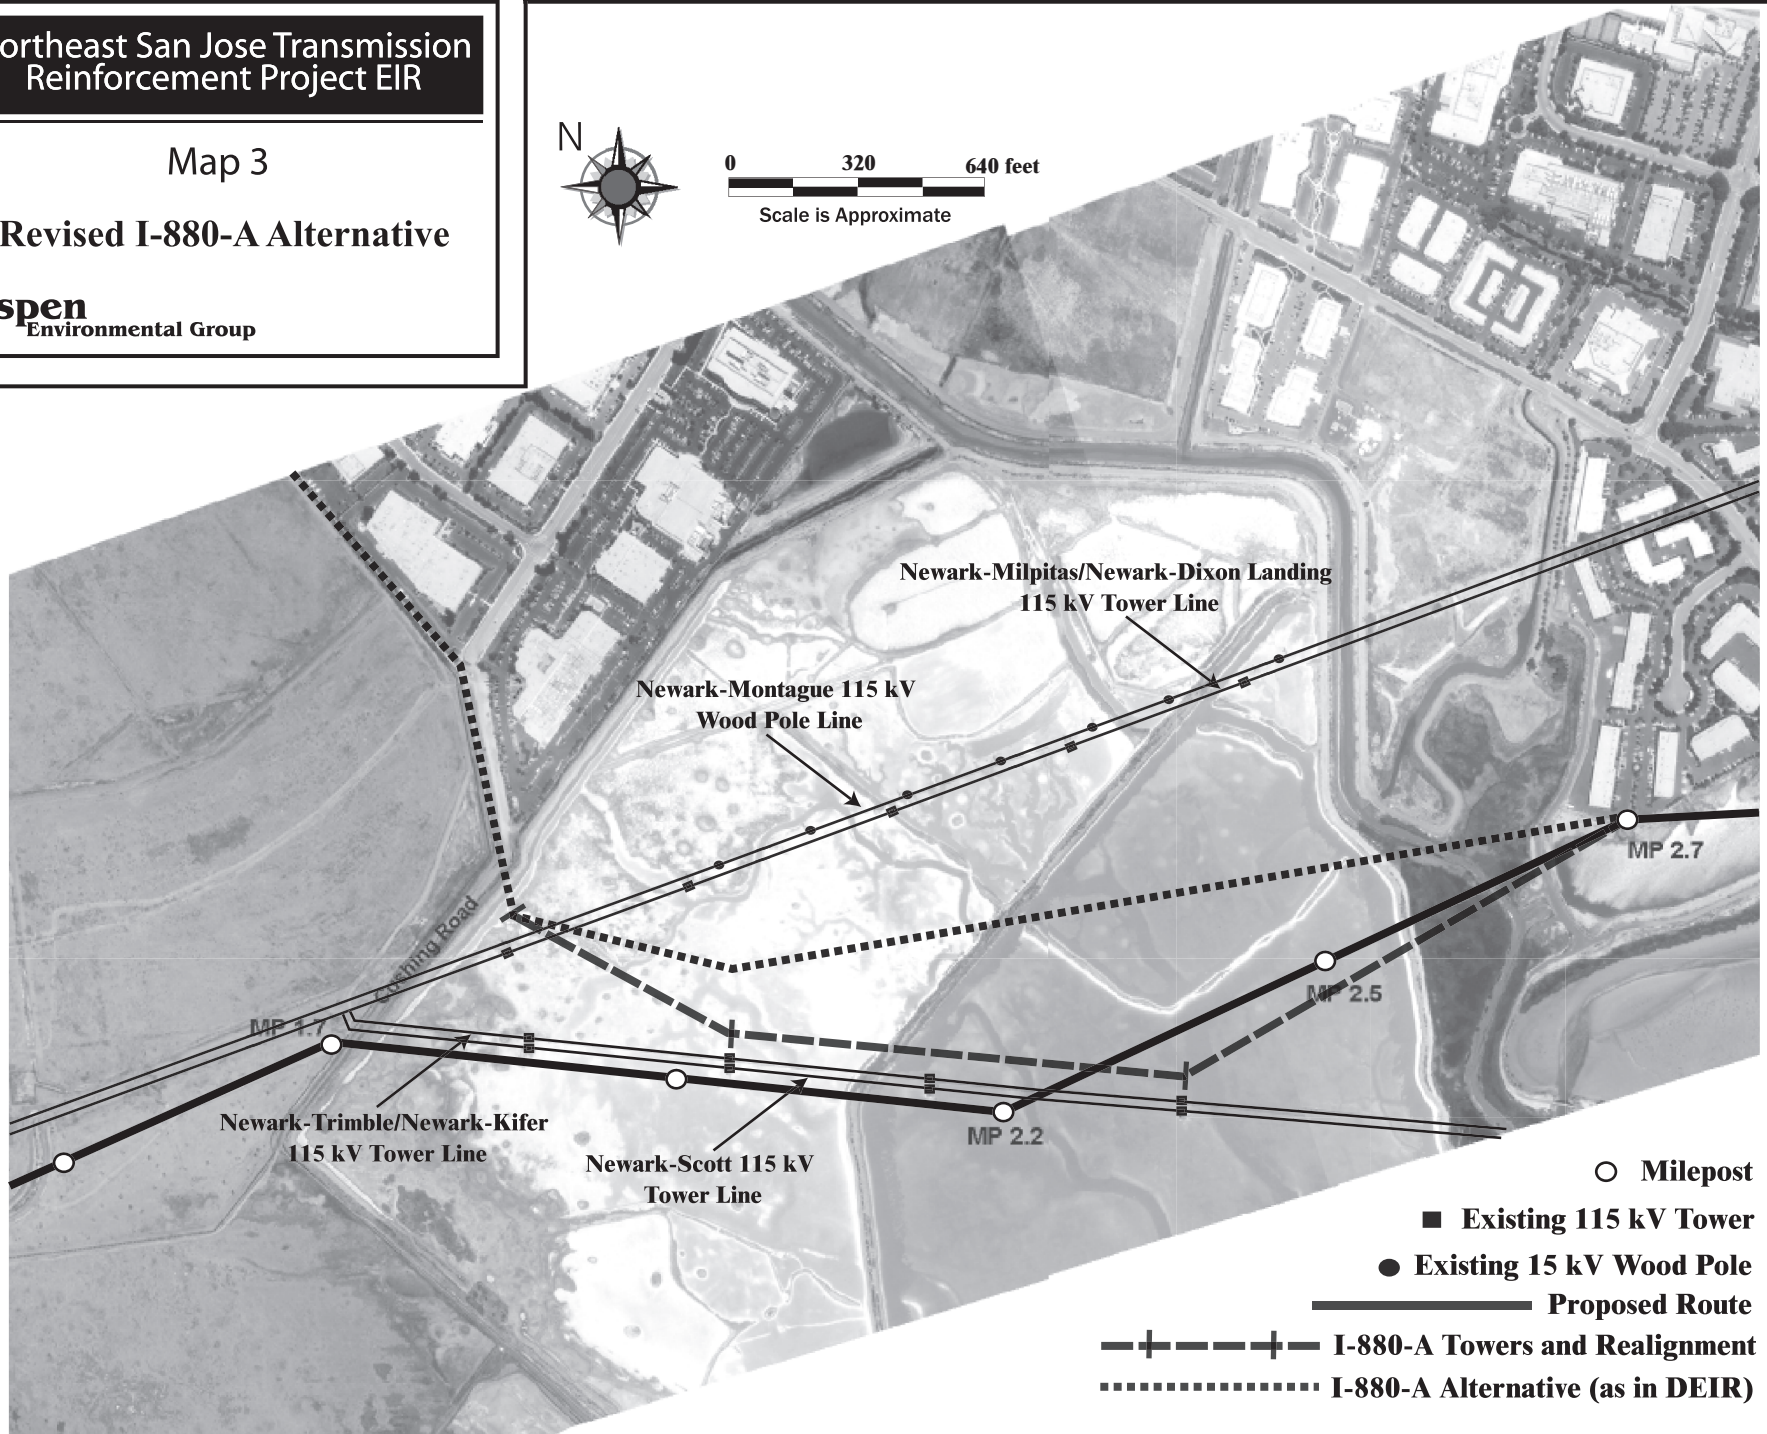 ortheast San Jose Transmission
Reinforcement Project EIR
Map 3
Revised I-880-A Alternative
spen
Environmental Group
N
0 320 640 feet
Scale is Approximate
Newark-Milpitas/Newark-Dixon Landing
115 kV Tower Line
Newark-Montague 115 kV
Wood Pole Line
MP 2.7
Cushing Road
MP 2.5
MP 1.7
Newark-Trimble/Newark-Kifer
115 kV Tower Line
MP 2.2
Newark-Scott 115 kV
Tower Line
Milepost
Existing 115 kV Tower
Existing 15 kV Wood Pole
Proposed Route
I-880-A Towers and Realignment
I-880-A Alternative (as in DEIR)